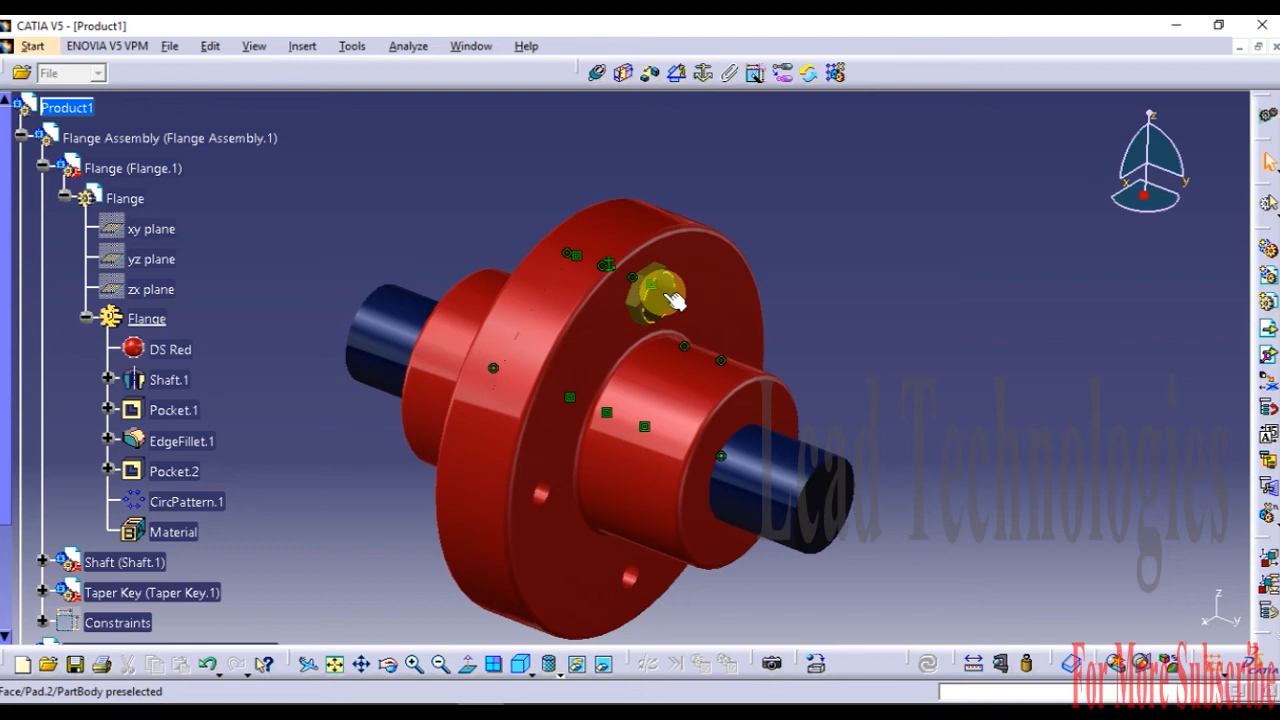 CATIA V5 - [Product1]
Start ENOVIA V5 VPM File Edit View Insert Tools Analyze Window Help
File
Product1
Flange Assembly (Flange Assembly.1)
Flange (Flange.1)
Flange
xy plane
yz plane
zx plane
Flange
DS Red
Shaft.1
Pocket.1
EdgeFillet.1
Pocket.2
CircPattern.1
Material
Shaft (Shaft.1)
Taper Key (Taper Key.1)
Constraints
z
x y
z
x y
Lead Technologies
Face/Pad.2/PartBody preselected
For More Subscribe